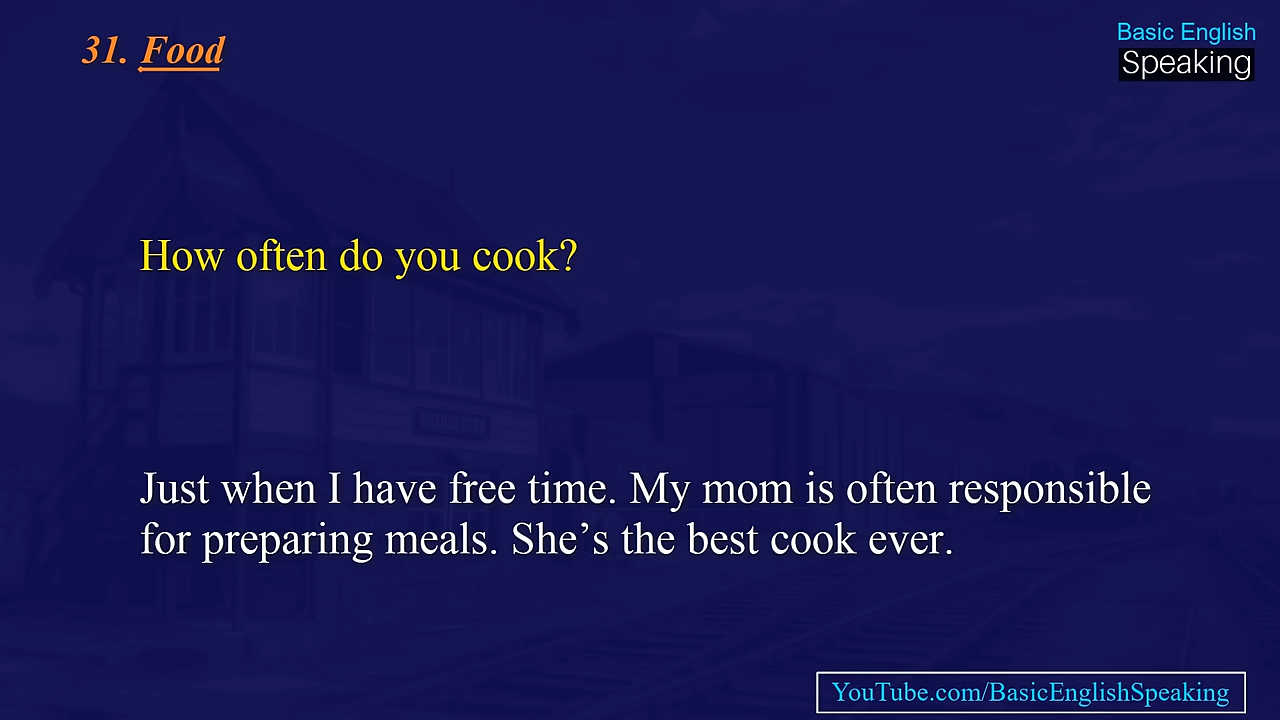 31. Food
Basic English
Speaking
How often do you cook?
Just when I have free time. My mom is often responsible
for preparing meals. She’s the best cook ever.
YouTube.com/BasicEnglishSpeaking